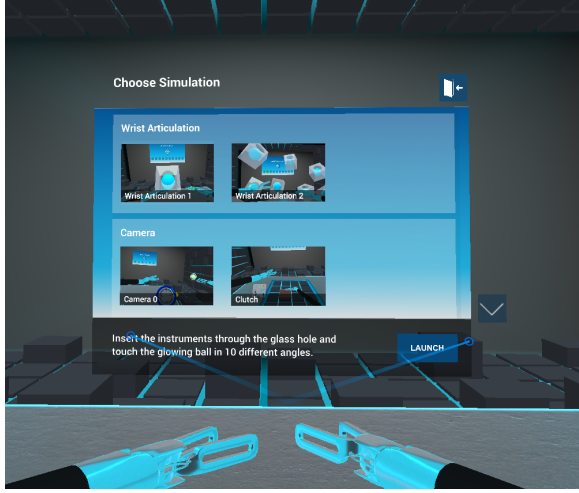 Choose Simulation
Wrist Articulation
Wrist Articulation 1
Wrist Articulation 2
Camera
Camera 0
Clutch
Insert the instruments through the glass hole and
touch the glowing ball in 10 different angles.
LAUNCH